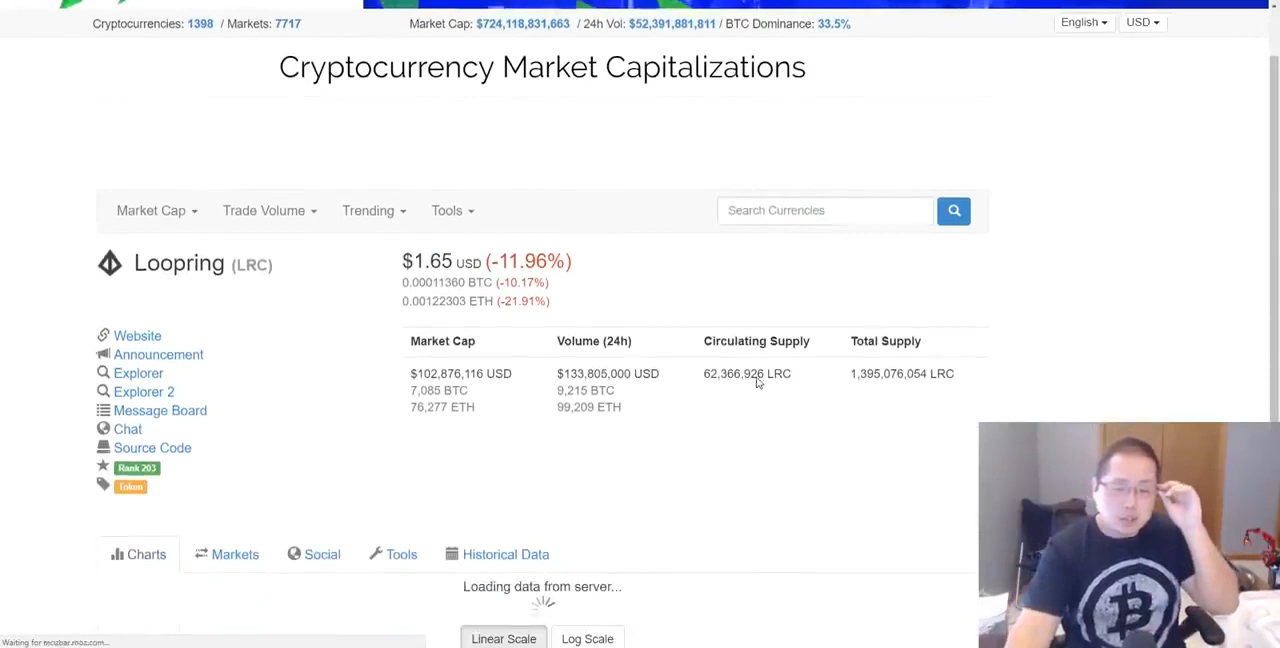 Cryptocurrencies: 1398 / Markets: 7717
Market Cap: $724,118,831,663 / 24h Vol: $52,391,881,811 / BTC Dominance: 33.5%
English
USD
Cryptocurrency Market Capitalizations
Market Cap
Trade Volume
Trending
Tools
Search Currencies
Loopring (LRC)
$1.65 USD (-11.96%)
0.00011360 BTC (-10.17%)
0.00122303 ETH (-21.91%)
Website
Announcement
Explorer
Explorer 2
Message Board
Chat
Source Code
Rank 203
Token
Market Cap
Volume (24h)
Circulating Supply
Total Supply
$102,876,116 USD
$133,805,000 USD
62,366,926 LRC
1,395,076,054 LRC
7,085 BTC
9,215 BTC
76,277 ETH
99,209 ETH
Charts
Markets
Social
Tools
Historical Data
Loading data from server...
Linear Scale
Log Scale
Waiting for mozbar.moz.com...